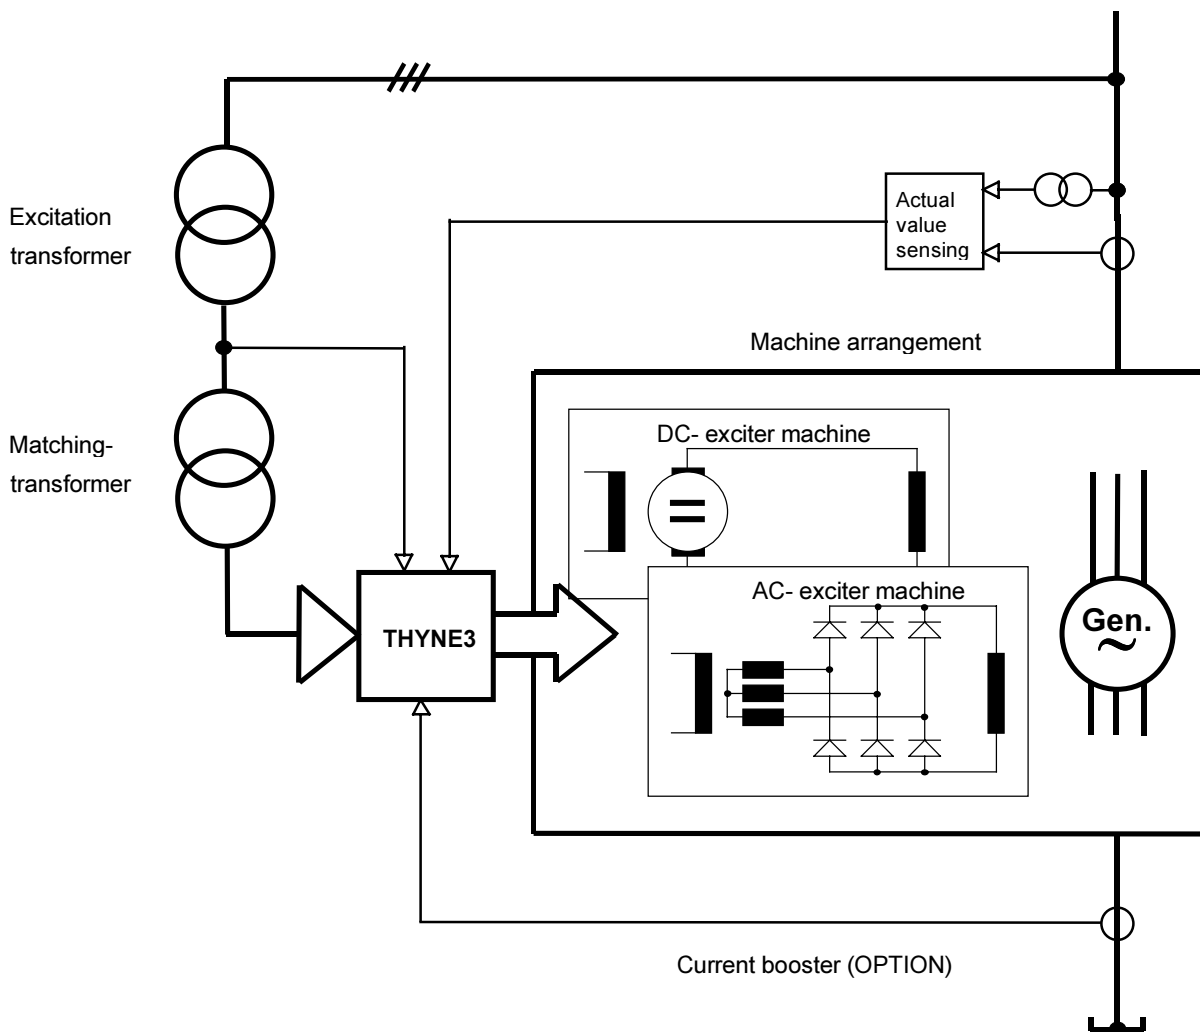 Excitation
transformer
Actual
value
sensing
Machine arrangement
Matching-
transformer
DC- exciter machine
AC- exciter machine
THYNE3
Gen.
~
Current booster (OPTION)